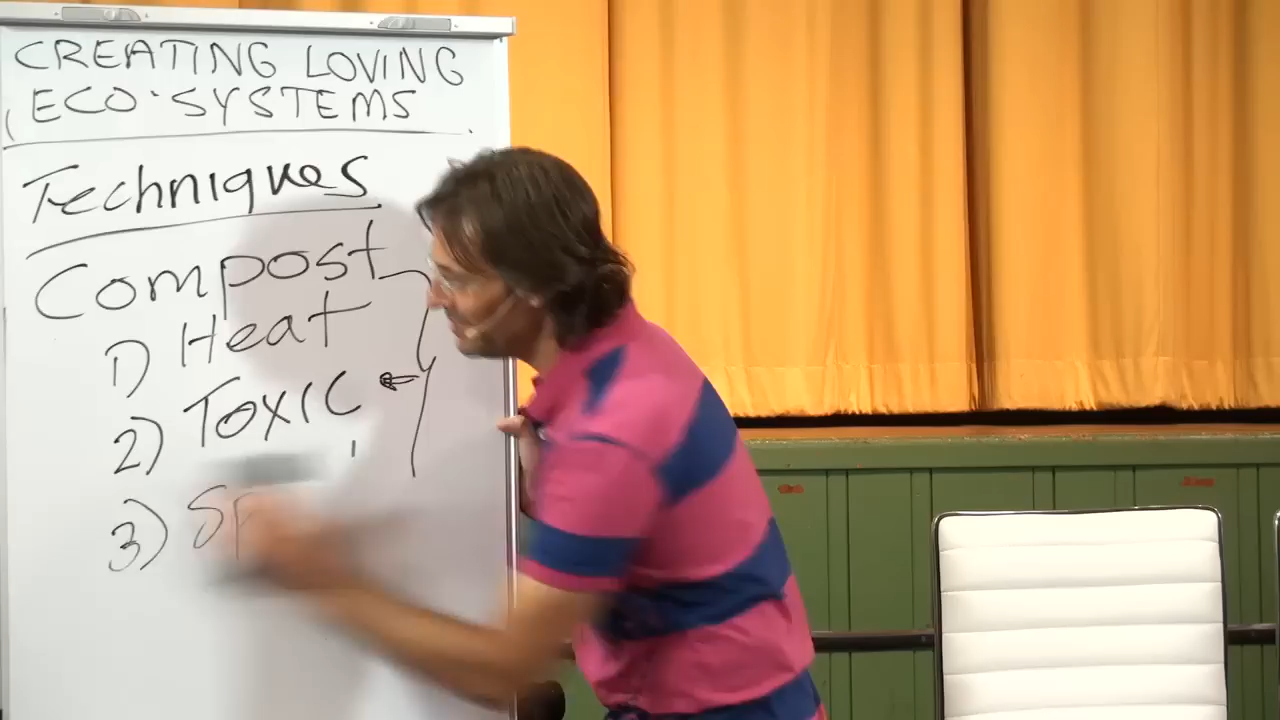 CREATING LOVING
ECO-SYSTEMS
Techniques
Compost
1) Heat
2) TOXIC
3)